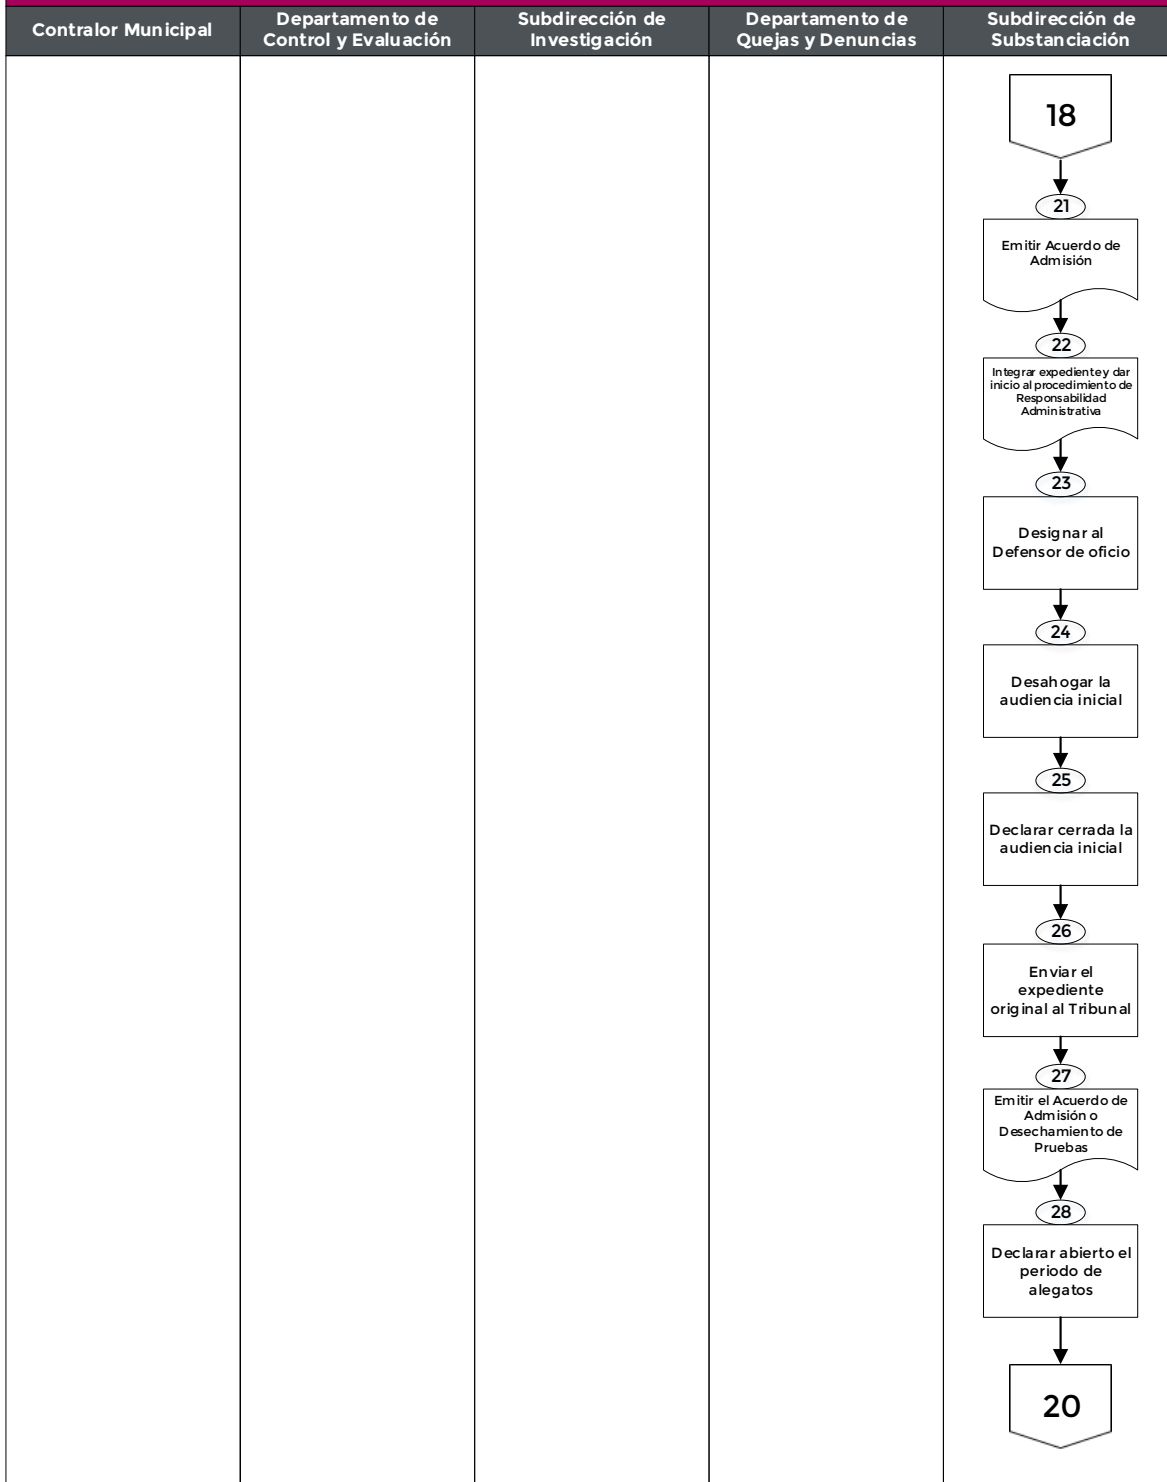 Contralor Municipal
Departamento de
Control y Evaluación
Subdirección de
Investigación
Departamento de
Quejas y Denuncias
Subdirección de
Substanciación
18
21
Emitir Acuerdo de
Admisión
22
Integrar expediente y dar
inicio al procedimiento de
Responsabilidad
Administrativa
23
Designar al
Defensor de oficio
24
Desahogar la
audiencia inicial
25
Declarar cerrada la
audiencia inicial
26
Enviar el
expediente
original al Tribunal
27
Emitir el Acuerdo de
Admisión o
Desechamiento de
Pruebas
28
Declarar abierto el
periodo de
alegatos
20